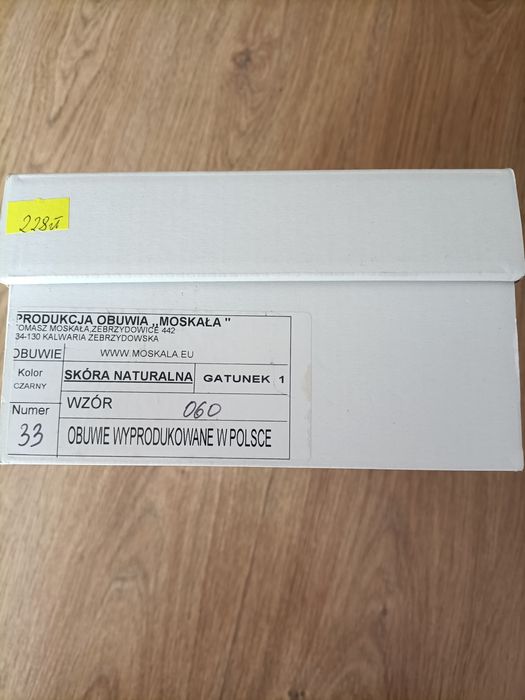 228zł
PRODUKCJA OBUWIA ,,MOSKAŁA"
TOMASZ MOSKAŁA,ZEBRZYDOWICE 442
34-130 KALWARIA ZEBRZYDOWSKA
OBUWIE WWW.MOSKALA.EU
Kolor
CZARNY
SKÓRA NATURALNA GATUNEK 1
Numer
33
WZÓR 060
OBUWIE WYPRODUKOWANE W POLSCE